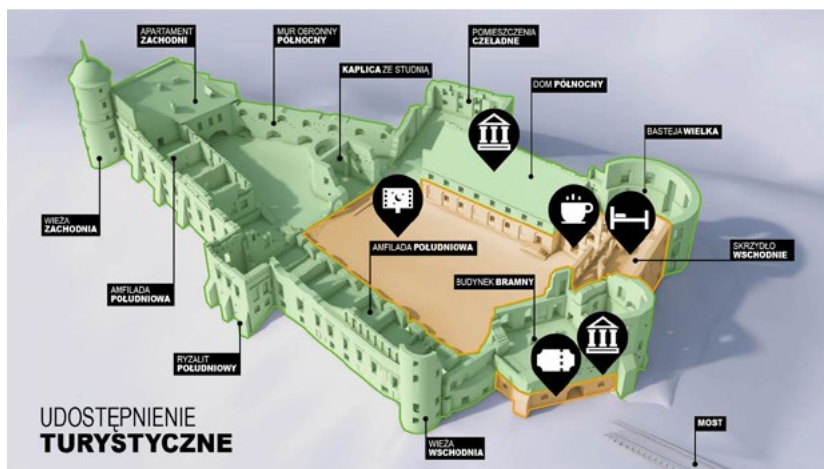 APARTAMENT
ZACHODNI
MUR OBRONNY
PÓŁNOCNY
KAPLICA ZE STUDNIĄ
POMIESZCZENIA
CZELADNE
DOM PÓŁNOCNY
BASTEJA WIELKA
WIEŻA
ZACHODNIA
AMFILADA
POŁUDNIOWA
AMFILADA POŁUDNIOWA
SKRZYDŁO
WSCHODNIE
BUDYNEK BRAMNY
RYZALIT
POŁUDNIOWY
UDOSTĘPNIENIE
TURYSTYCZNE
WIEŻA
WSCHODNIA
MOST